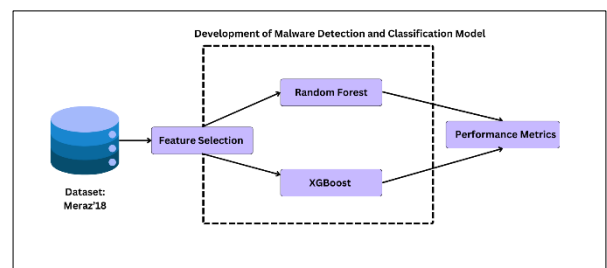 Development of Malware Detection and Classification Model
Random Forest
Feature Selection
Performance Metrics
XGBoost
Dataset:
Meraz'18